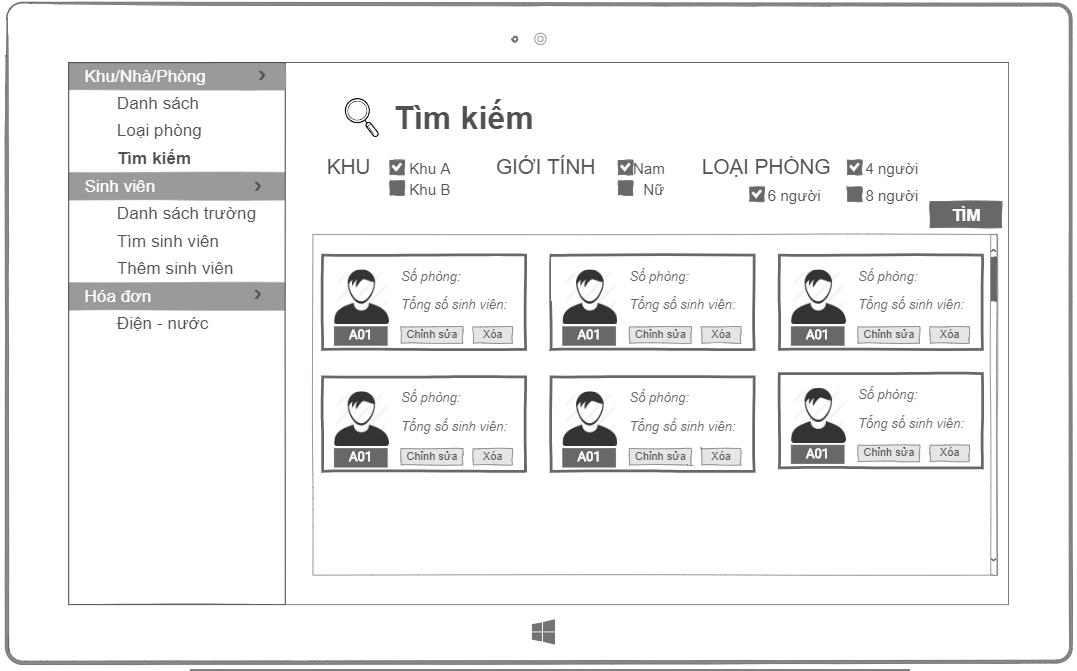 Khu/Nhà/Phòng
Danh sách
Loại phòng
Tìm kiếm
Sinh viên
Danh sách trường
Tìm sinh viên
Thêm sinh viên
Hóa đơn
Điện - nước
Tìm kiếm
KHU Khu A GIỚI TÍNH Nam LOẠI PHÒNG 4 người
Khu B Nữ 6 người 8 người
TÌM
Số phòng: Số phòng: Số phòng:
Tổng số sinh viên: Tổng số sinh viên: Tổng số sinh viên:
A01 Chỉnh sửa Xóa A01 Chỉnh sửa Xóa A01 Chỉnh sửa Xóa
Số phòng: Số phòng: Số phòng:
Tổng số sinh viên: Tổng số sinh viên: Tổng số sinh viên:
A01 Chỉnh sửa Xóa A01 Chỉnh sửa Xóa A01 Chỉnh sửa Xóa